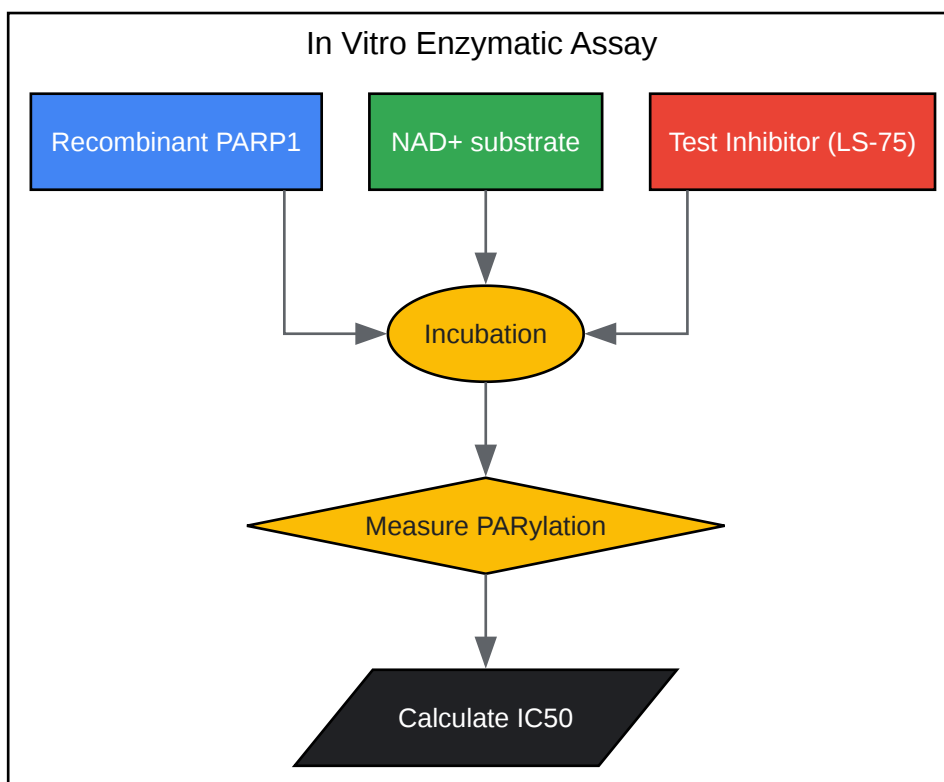 In Vitro Enzymatic Assay
Recombinant PARP1
NAD+ substrate
Test Inhibitor (LS-75)
Incubation
Measure PARylation
Calculate IC50